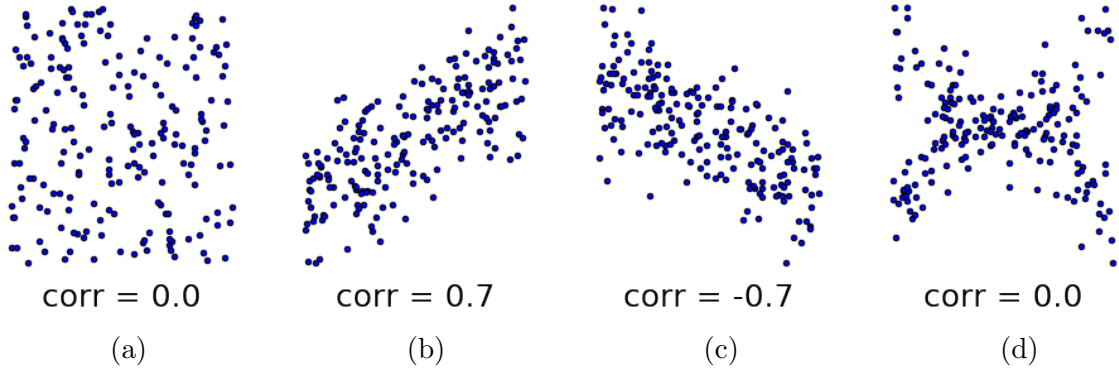 corr = 0.0 corr = 0.7 corr = -0.7 corr = 0.0
(a) (b) (c) (d)